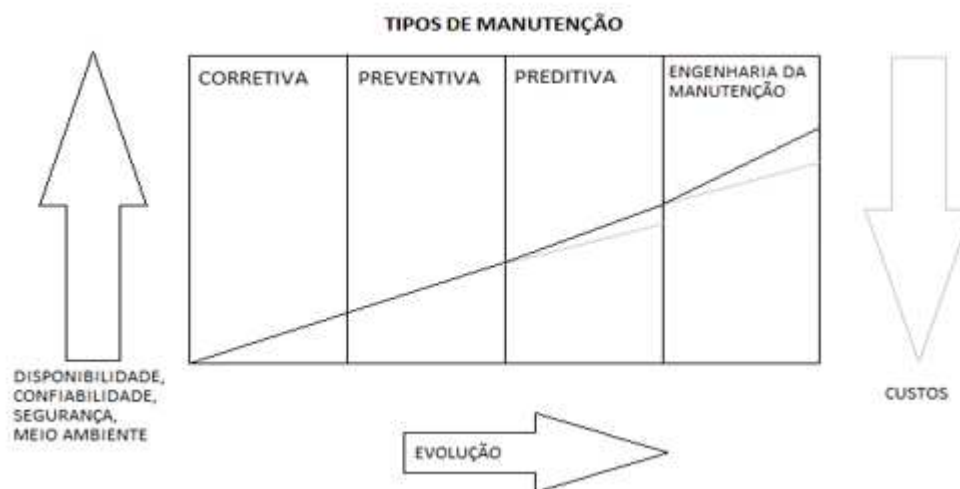 TIPOS DE MANUTENÇÃO
CORRETIVA
PREVENTIVA
PREDITIVA
ENGENHARIA DA
MANUTENÇÃO
DISPONIBILIDADE,
CONFIABILIDADE,
SEGURANÇA,
MEIO AMBIENTE
CUSTOS
EVOLUÇÃO